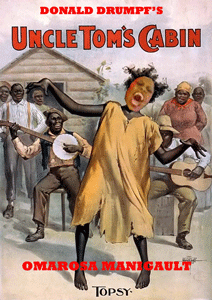 DONALD DRUMPF'S
UNCLE TOM'S CABIN
OMAROSA MANIGAULT
TOPSY.